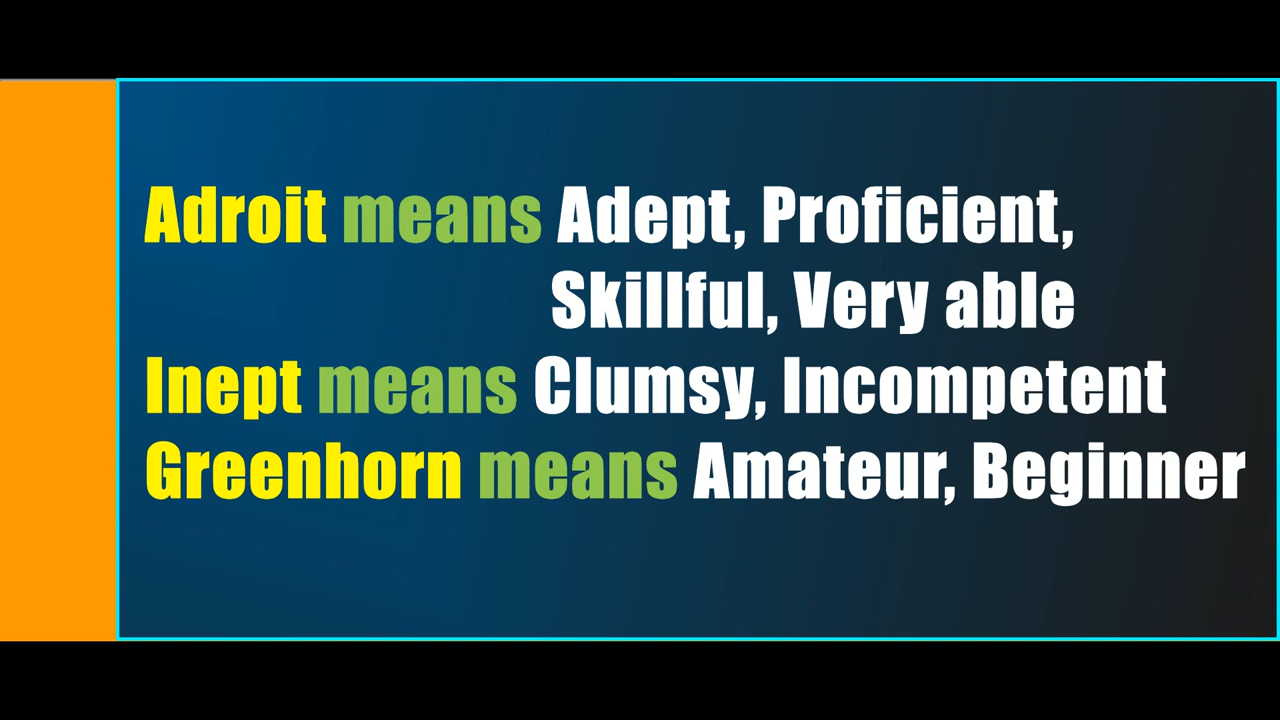 Adroit means Adept, Proficient,
Skillful, Very able
Inept means Clumsy, Incompetent
Greenhorn means Amateur, Beginner